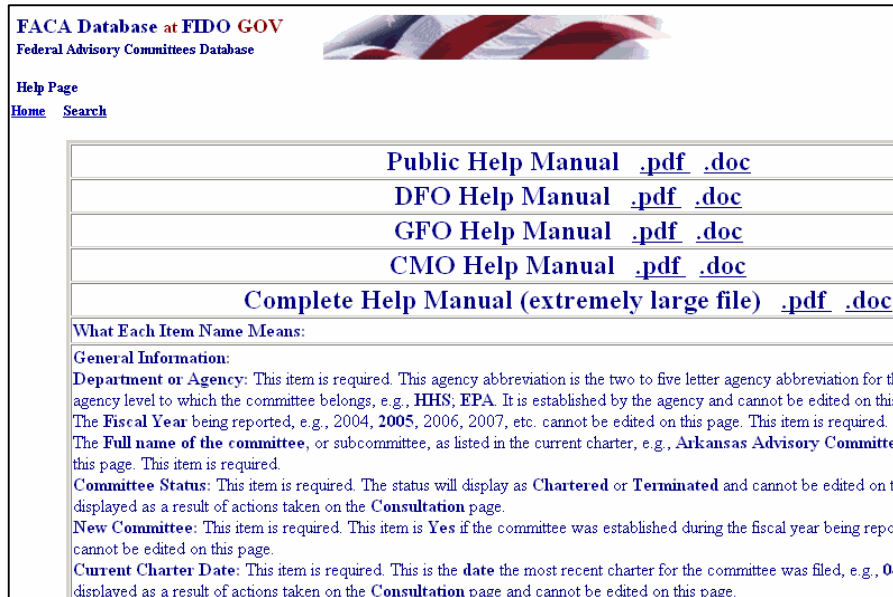 FACA Database at FIDO GOV
Federal Advisory Committees Database
Help Page
Home Search
Public Help Manual .pdf .doc
DFO Help Manual .pdf .doc
GFO Help Manual .pdf .doc
CMO Help Manual .pdf .doc
Complete Help Manual (extremely large file) .pdf .doc
What Each Item Name Means:
General Information:
Department or Agency: This item is required. This agency abbreviation is the two to five letter agency abbreviation for
agency level to which the committee belongs, e.g., HHS; EPA. It is established by the agency and cannot be edited on
The Fiscal Year being reported, e.g., 2004, 2005, 2006, 2007, etc. cannot be edited on this page. This item is required.
The Full name of the committee, or subcommittee, as listed in the current charter, e.g., Arkansas Advisory
this page. This item is required.
Committee Status: This item is required. The status will display as Chartered or Terminated and cannot be edited on
displayed as a result of actions taken on the Consultation page.
New Committee: This item is required. This item is Yes if the committee was established during the fiscal year being
cannot be edited on this page.
Current Charter Date: This item is required. This is the date the most recent charter for the committee was filed, e.g.,
displayed as a result of actions taken on the Consultation page and cannot be edited on this page.